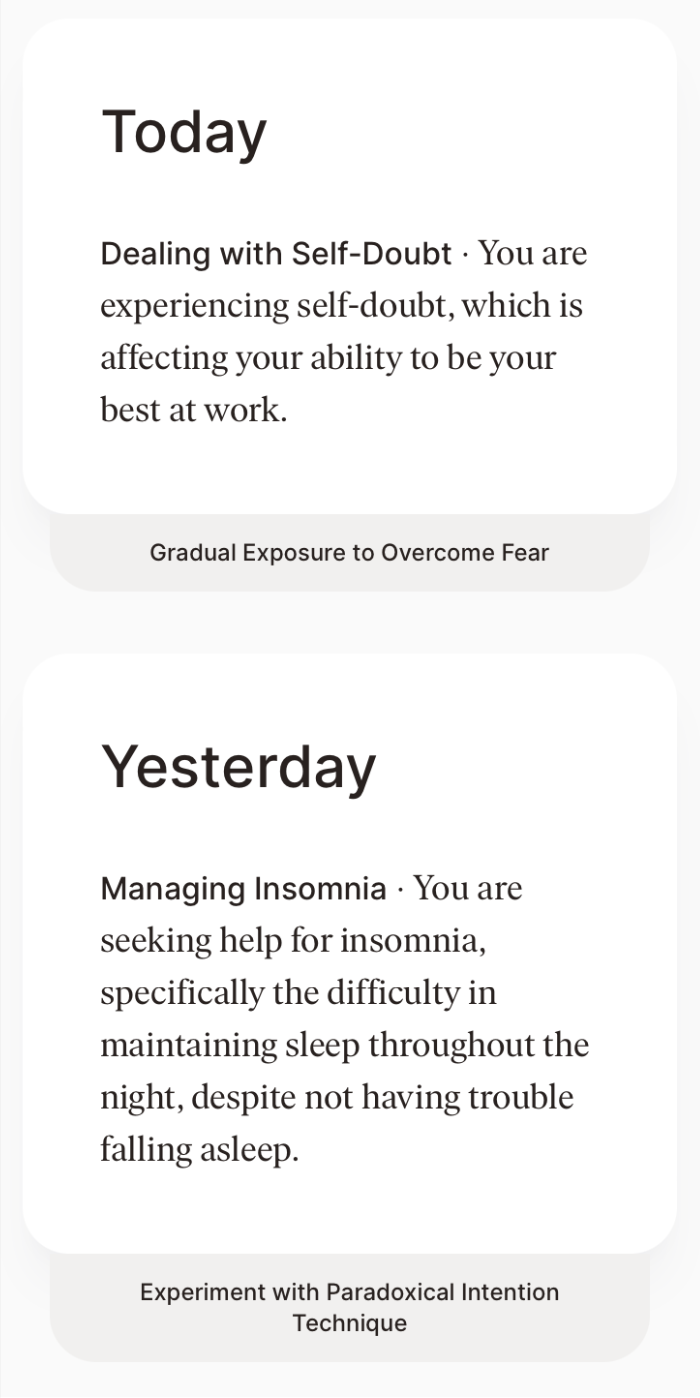 Today
Dealing with Self-Doubt · You are
experiencing self-doubt, which is
affecting your ability to be your
best at work.
Gradual Exposure to Overcome Fear
Yesterday
Managing Insomnia · You are
seeking help for insomnia,
specifically the difficulty in
maintaining sleep throughout the
night, despite not having trouble
falling asleep.
Experiment with Paradoxical Intention
Technique